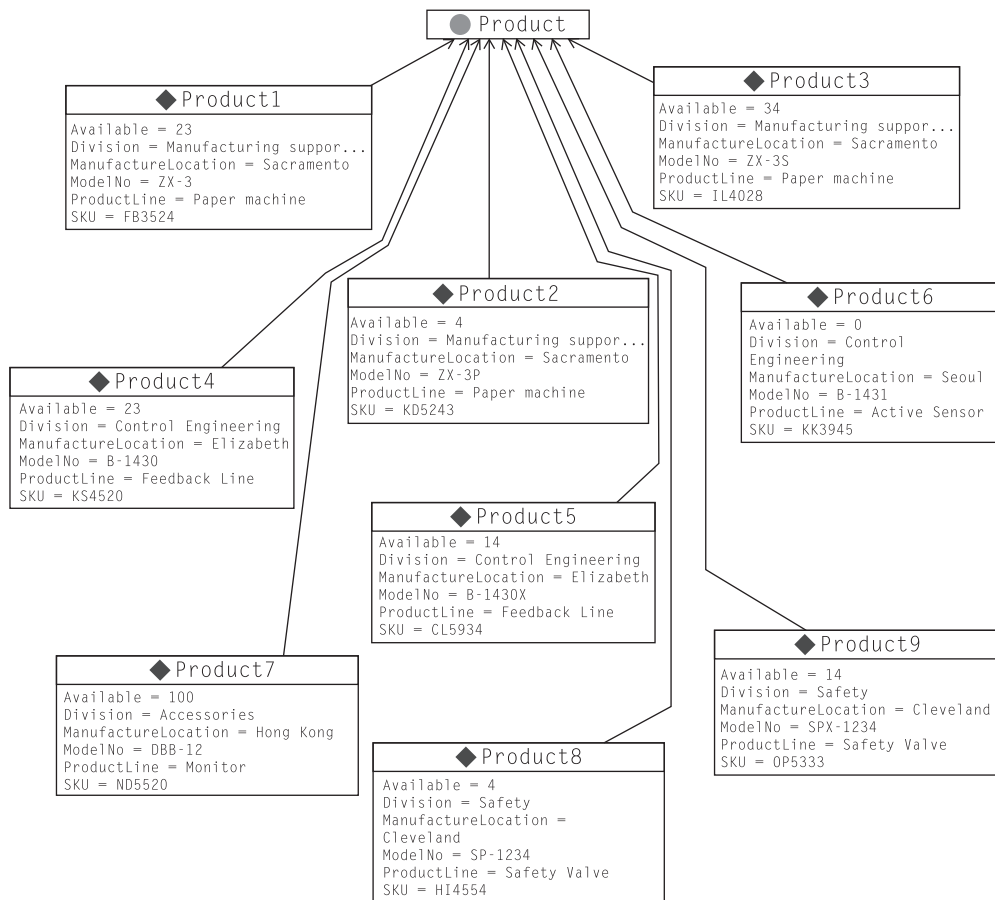 Product
Product1
Available = 23
Division = Manufacturing suppor...
ManufactureLocation = Sacramento
ModelNo = ZX-3
ProductLine = Paper machine
SKU = FB3524
Product3
Available = 34
Division = Manufacturing suppor...
ManufactureLocation = Sacramento
ModelNo = ZX-3S
ProductLine = Paper machine
SKU = IL4028
Product2
Available = 4
Division = Manufacturing suppor...
ManufactureLocation = Sacramento
ModelNo = ZX-3P
ProductLine = Paper machine
SKU = KD5243
Product6
Available = 0
Division = Control
Engineering
ManufactureLocation = Seoul
ModelNo = B-1431
ProductLine = Active Sensor
SKU = KK3945
Product4
Available = 23
Division = Control Engineering
ManufactureLocation = Elizabeth
ModelNo = B-1430
ProductLine = Feedback Line
SKU = KS4520
Product5
Available = 14
Division = Control Engineering
ManufactureLocation = Elizabeth
ModelNo = B-1430X
ProductLine = Feedback Line
SKU = CL5934
Product9
Available = 14
Division = Safety
ManufactureLocation = Cleveland
ModelNo = SPX-1234
ProductLine = Safety Valve
SKU = OP5333
Product7
Available = 100
Division = Accessories
ManufactureLocation = Hong Kong
ModelNo = DBB-12
ProductLine = Monitor
SKU = ND5520
Product8
Available = 4
Division = Safety
ManufactureLocation =
Cleveland
ModelNo = SP-1234
ProductLine = Safety Valve
SKU = HI4554